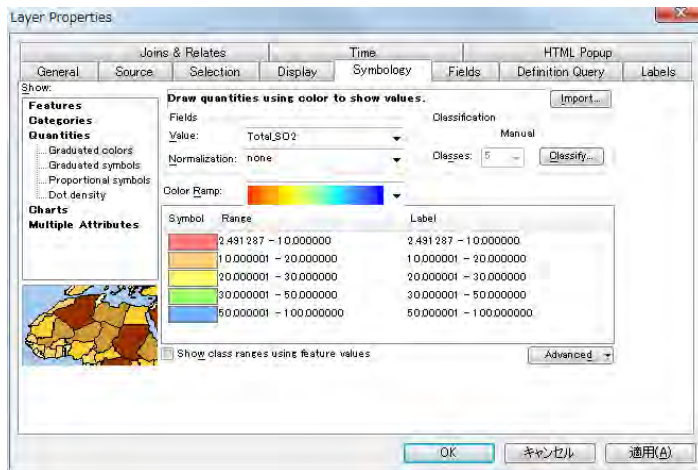 Layer Properties
Joins & Relates Time HTML Popup
General Source Selection Display Symbology Fields Definition Query Labels
Show:
Features
Categories
Quantities
Graduated colors
Graduated symbols
Proportional symbols
Dot density
Charts
Multiple Attributes
Draw quantities using color to show values.
Import...
Fields
Value: Total_SO2
Normalization: none
Classification
Manual
Classes: 5 Classify...
Color Ramp:
Symbol Range Label
2.491287 - 10.000000 2.491287 - 10.000000
10.000001 - 20.000000 10.000001 - 20.000000
20.000001 - 30.000000 20.000001 - 30.000000
30.000001 - 50.000000 30.000001 - 50.000000
50.000001 - 100.000000 50.000001 - 100.000000
Show class ranges using feature values
Advanced
OK キャンセル 適用(A)